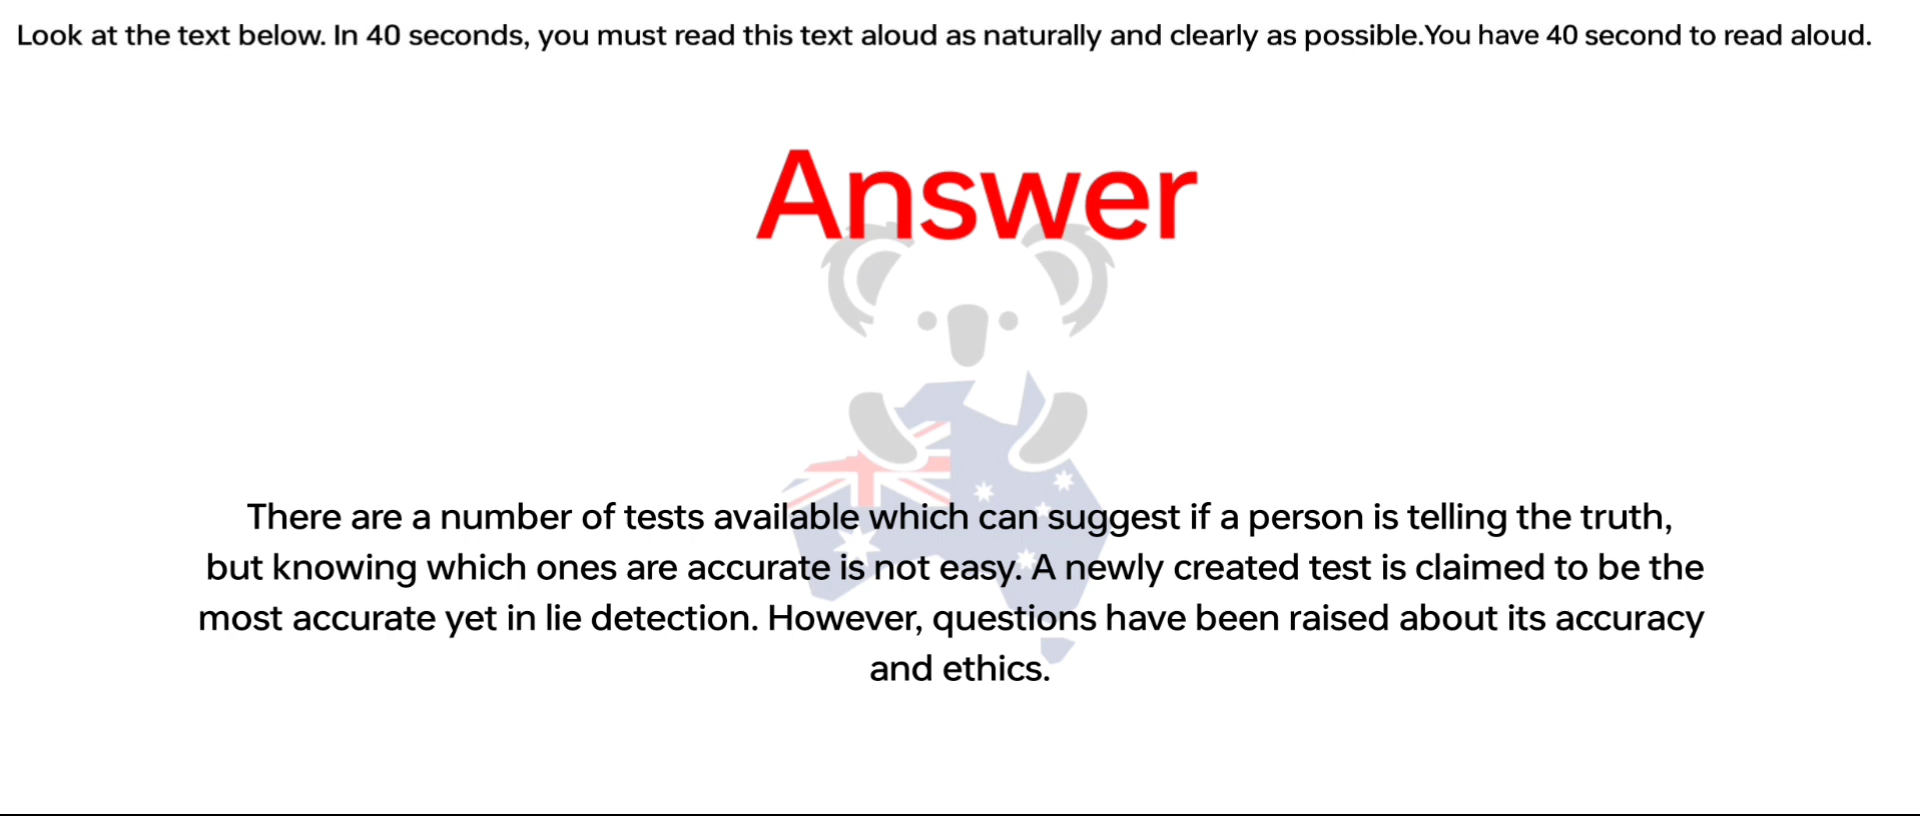 Look at the text below. In 40 seconds, you must read this text aloud as naturally and clearly as possible.You have 40 second to read aloud.
Answer
There are a number of tests available which can suggest if a person is telling the truth,
but knowing which ones are accurate is not easy. A newly created test is claimed to be the
most accurate yet in lie detection. However, questions have been raised about its accuracy
and ethics.